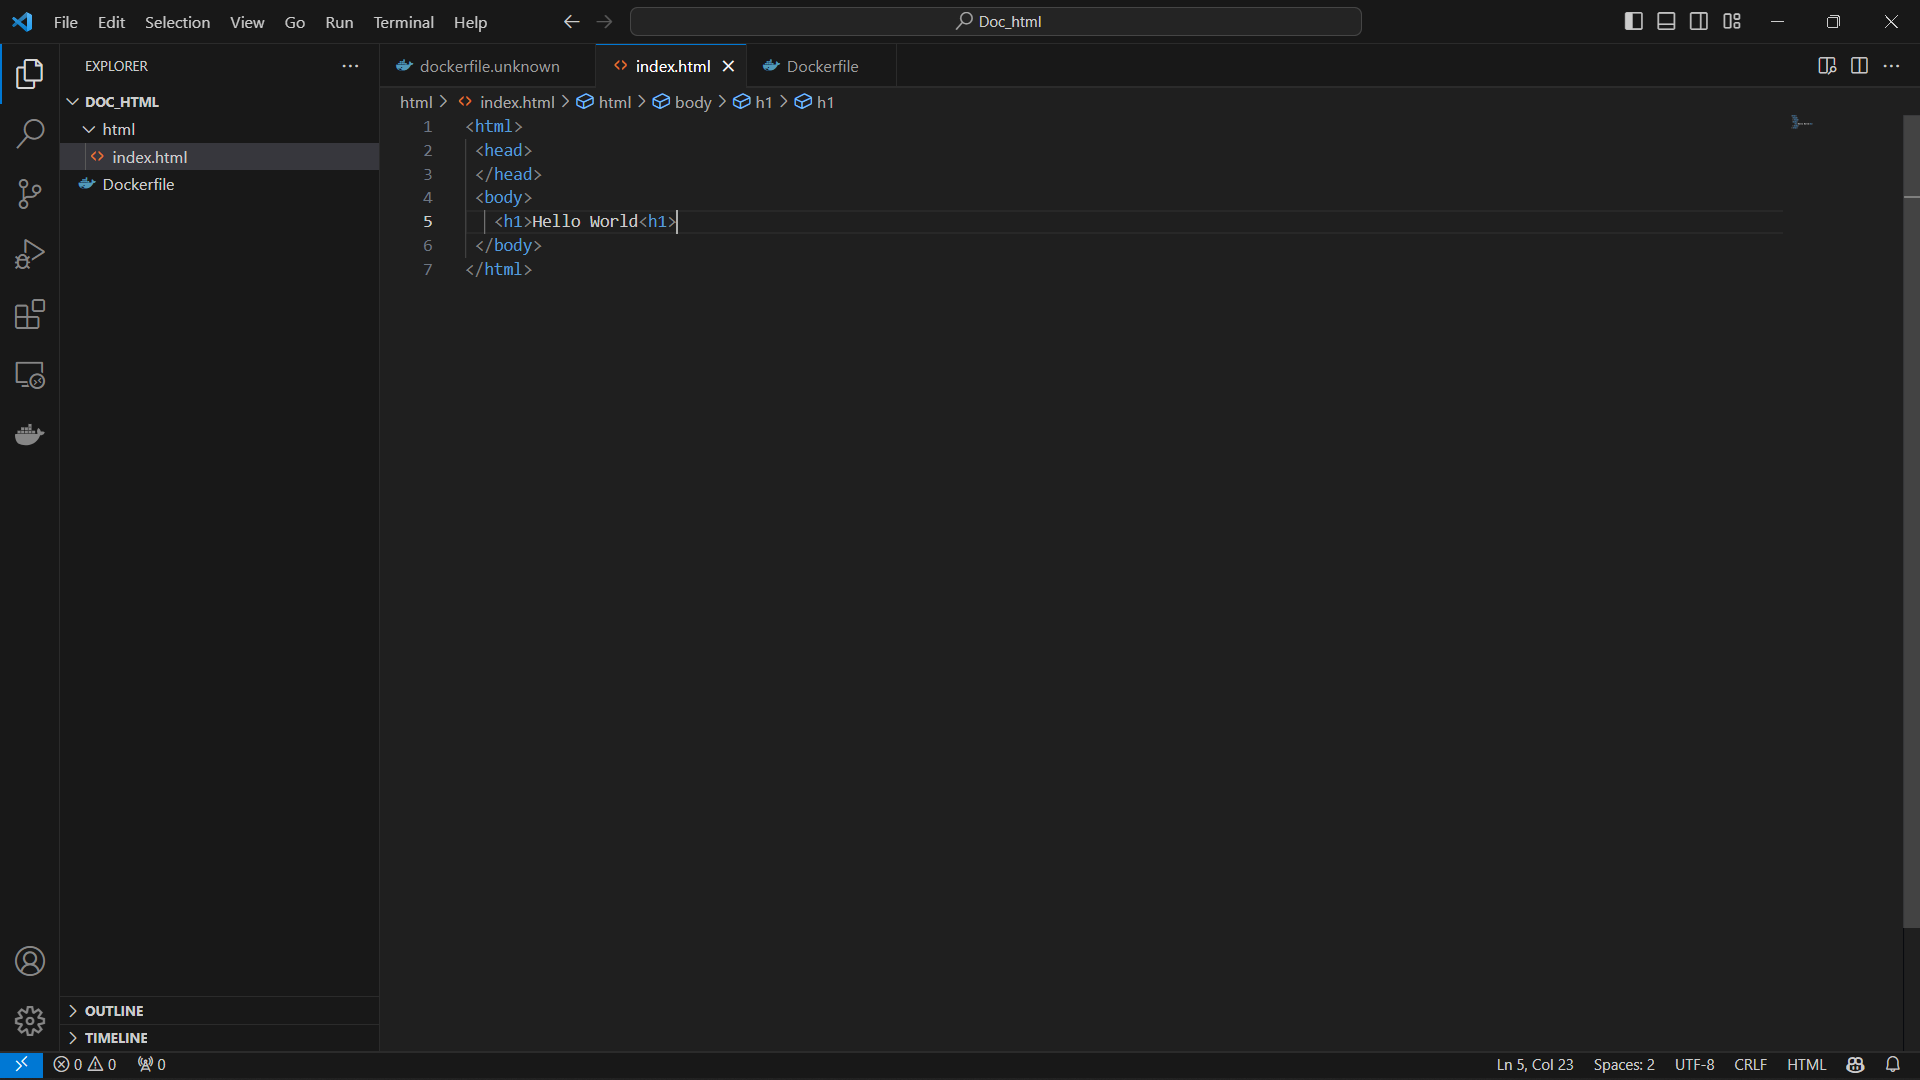 File Edit Selection View Go Run Terminal Help Doc_html
EXPLORER
DOC_HTML
html
index.html
Dockerfile
OUTLINE
TIMELINE
dockerfile.unknown index.html Dockerfile
html index.html html body h1 h1
1 <html>
2 <head>
3 </head>
4 <body>
5 <h1>Hello World<h1>
6 </body>
7 </html>
0 0 0 Ln 5, Col 23 Spaces: 2 UTF-8 CRLF HTML